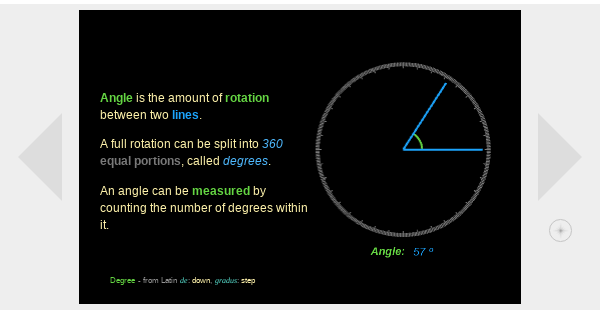 Angle is the amount of rotation
between two lines.
A full rotation can be split into 360
equal portions, called degrees.
An angle can be measured by
counting the number of degrees within
it.
Angle: 57 º
Degree - from Latin de: down, gradus: step